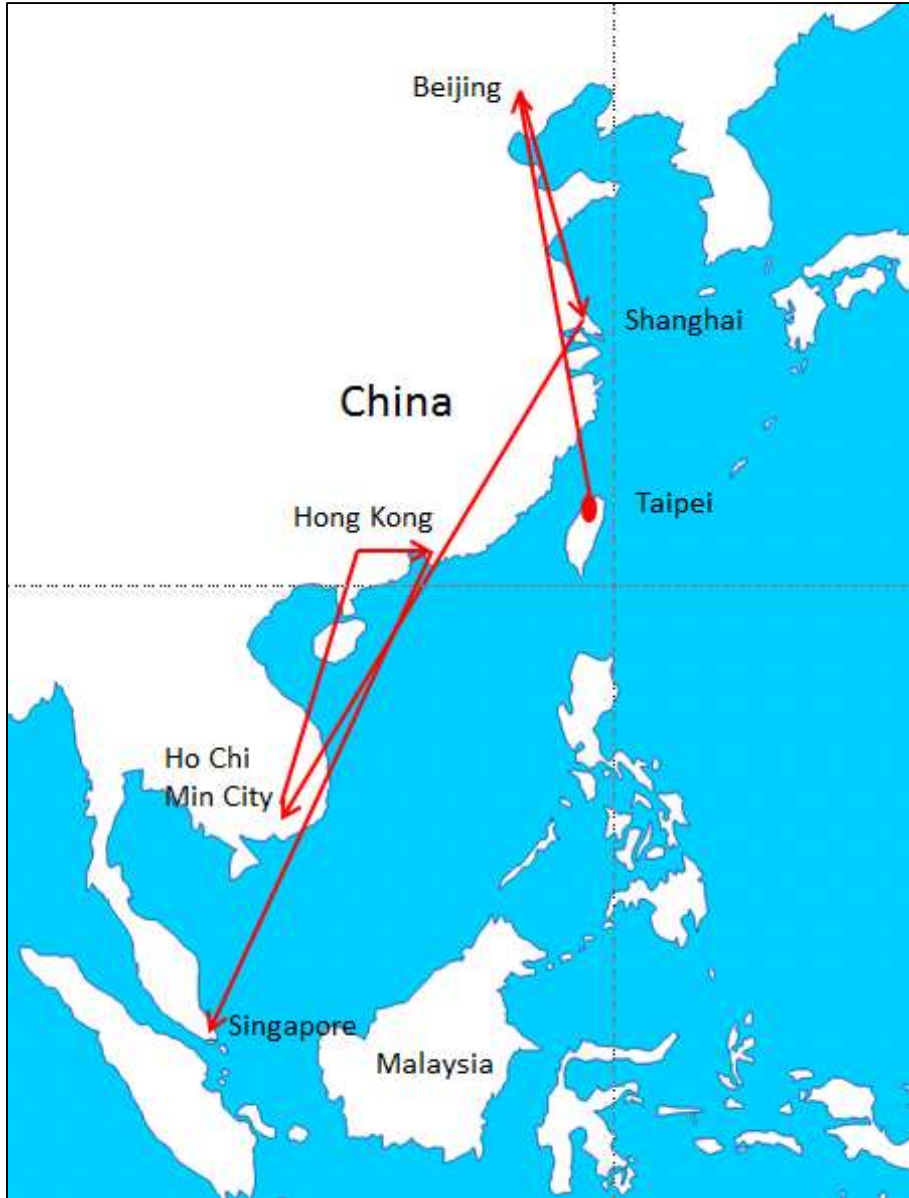 Beijing
Shanghai
China
Taipei
Hong Kong
Ho Chi
Min City
Singapore
Malaysia